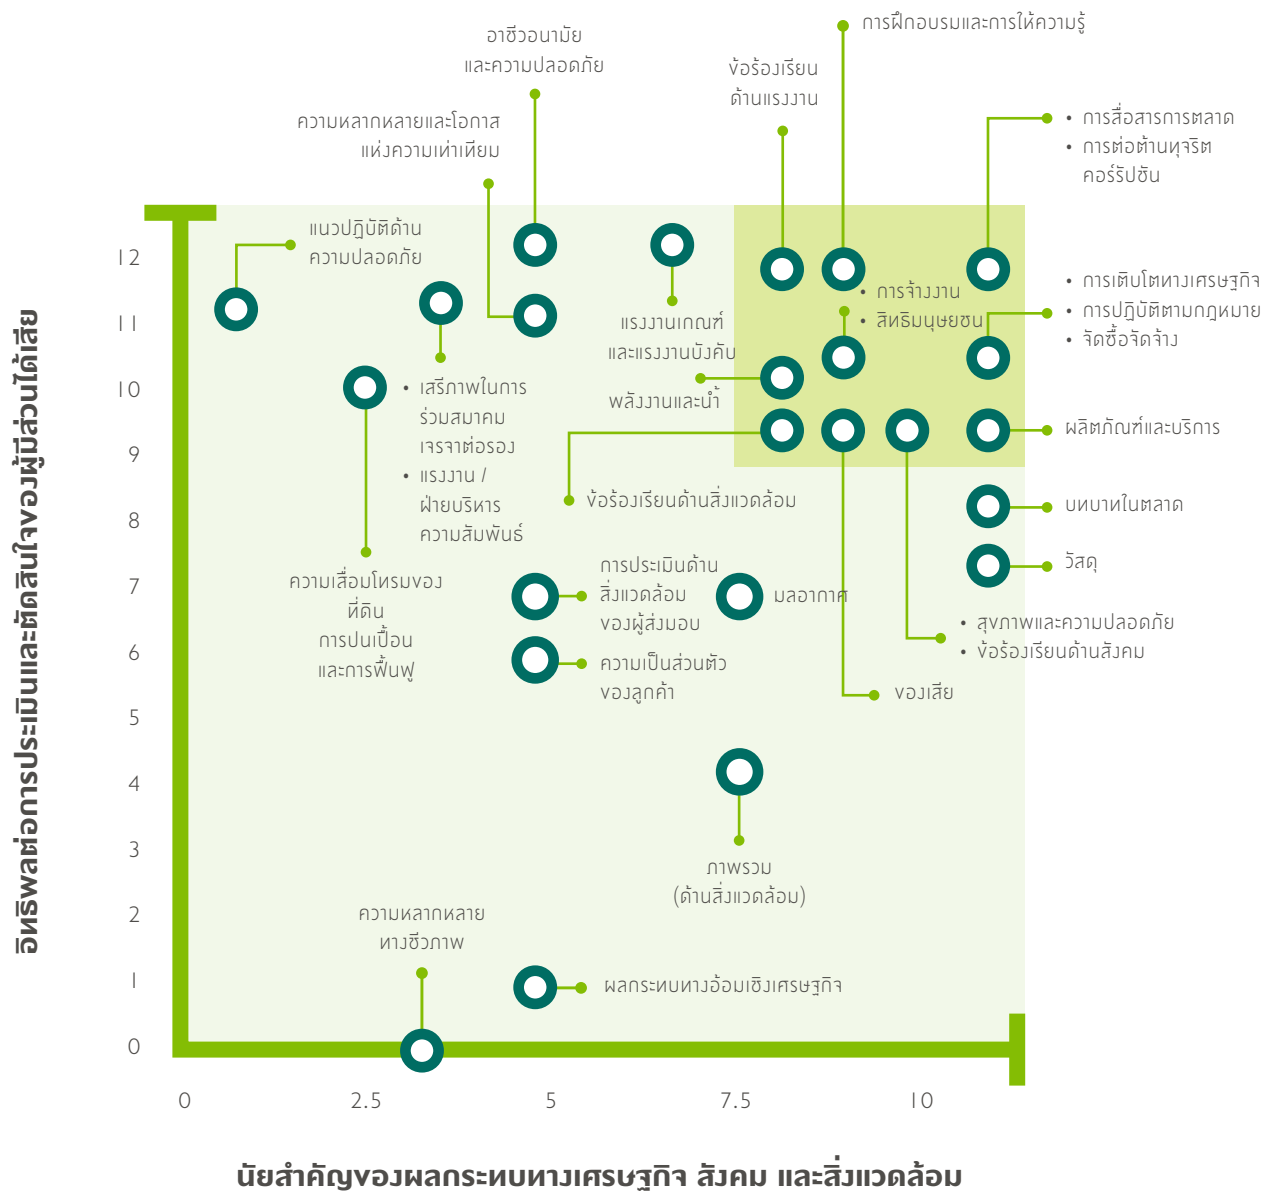 การฝึกอบรมและการให้ความรู้
อาชีวอนามัย
และความปลอดภัย
ข้อร้องเรียน
ด้านแรงงาน
ความหลากหลายและโอกาส
แห่งความเท่าเทียม
• การสื่อสารการตลาด
• การต่อต้านทุจริต
คอร์รัปชัน
แนวปฏิบัติด้าน
ความปลอดภัย
• การเติบโตทางเศรษฐกิจ
• การปฏิบัติตามกฎหมาย
• จัดซื้อจัดจ้าง
• การจ้างงาน
• สิทธิมนุษยชน
แรงงานเกณฑ์
และแรงงานบังคับ
พลังงานและน้ำ
• เสรีภาพในการ
ร่วมสมาคม
เจรจาต่อรอง
• แรงงาน /
ฝ่ายบริหาร
ความสัมพันธ์
ผลิตภัณฑ์และบริการ
ข้อร้องเรียนด้านสิ่งแวดล้อม
บทบาทในตลาด
วัสดุ
ความเสื่อมโทรมของ
ที่ดิน
การปนเปื้อน
และการฟื้นฟู
การประเมินด้าน
สิ่งแวดล้อม
ของผู้ส่งมอบ
มลอากาศ
• สุขภาพและความปลอดภัย
• ข้อร้องเรียนด้านสังคม
ความเป็นส่วนตัว
ของลูกค้า
ของเสีย
ภาพรวม
(ด้านสิ่งแวดล้อม)
ความหลากหลาย
ทางชีวภาพ
ผลกระทบทางอ้อมเชิงเศรษฐกิจ
12
11
10
9
8
7
6
5
4
3
2
1
0
0 2.5 5 7.5 10
อิทธิพลต่อการประเมินและตัดสินใจของผู้มีส่วนได้เสีย
นัยสำคัญของผลกระทบทางเศรษฐกิจ สังคม และสิ่งแวดล้อม